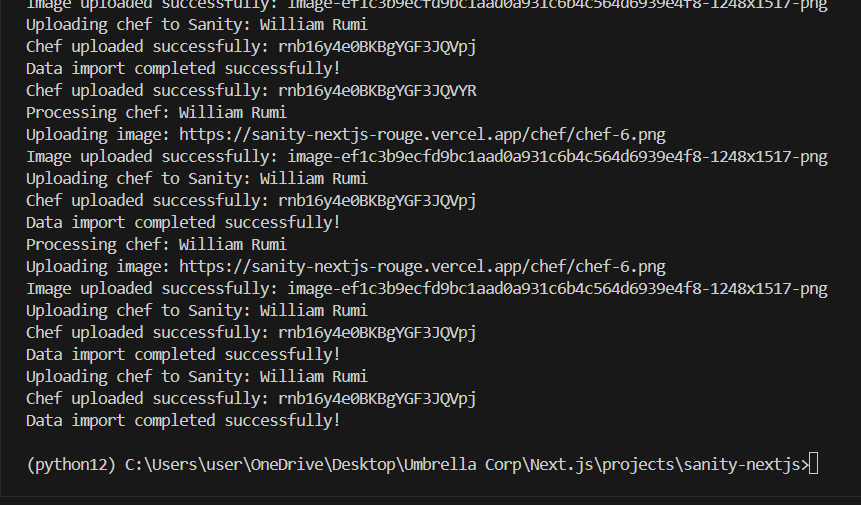 Image uploaded successfully: image-ef1c3b9ecfd9bc1aad0a931c6b4c564d6939e4f8-1248x1517-png
Uploading chef to Sanity: William Rumi
Chef uploaded successfully: rnb16y4e0BKBgYGF3JQVpj
Data import completed successfully!
Chef uploaded successfully: rnb16y4e0BKBgYGF3JQVYR
Processing chef: William Rumi
Uploading image: https://sanity-nextjs-rouge.vercel.app/chef/chef-6.png
Image uploaded successfully: image-ef1c3b9ecfd9bc1aad0a931c6b4c564d6939e4f8-1248x1517-png
Uploading chef to Sanity: William Rumi
Chef uploaded successfully: rnb16y4e0BKBgYGF3JQVpj
Data import completed successfully!
Processing chef: William Rumi
Uploading image: https://sanity-nextjs-rouge.vercel.app/chef/chef-6.png
Image uploaded successfully: image-ef1c3b9ecfd9bc1aad0a931c6b4c564d6939e4f8-1248x1517-png
Uploading chef to Sanity: William Rumi
Chef uploaded successfully: rnb16y4e0BKBgYGF3JQVpj
Data import completed successfully!
Uploading chef to Sanity: William Rumi
Chef uploaded successfully: rnb16y4e0BKBgYGF3JQVpj
Data import completed successfully!
(python12) C:\Users\user\OneDrive\Desktop\Umbrella Corp\Next.js\projects\sanity-nextjs>